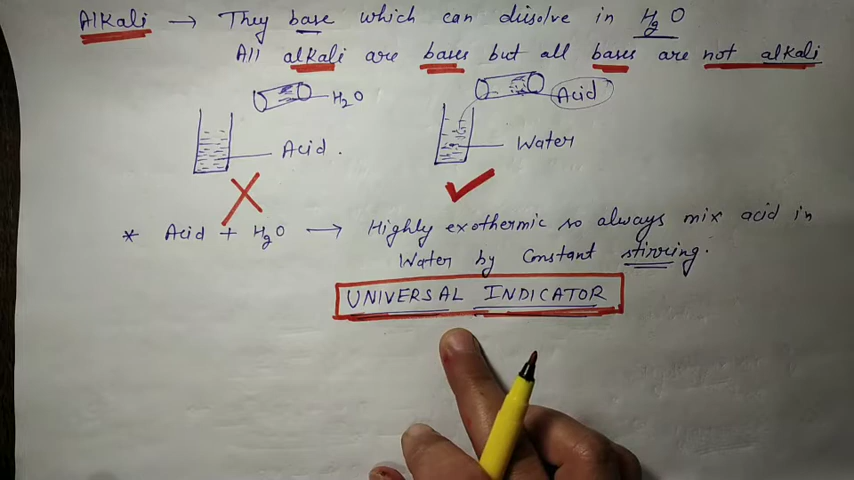 Alkali → They base which can dissolve in H2O
All alkali are bases but all bases are not alkali
H2O
Acid
Acid.
Water
* Acid + H2O → Highly exothermic so always mix acid in
Water by constant stirring.
UNIVERSAL INDICATOR